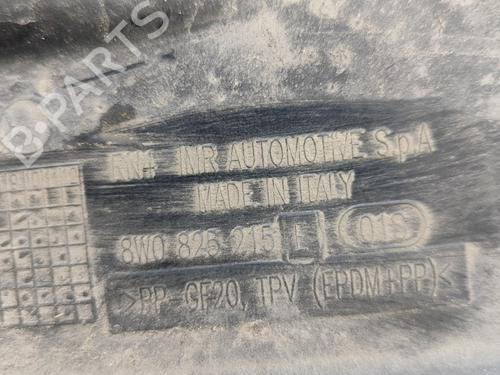 B-PARTS
INR AUTOMOTIVE S.p.A
MADE IN ITALY
8W0 825 215 L 01S
>PP-GF20, TPV (EPDM+PP)<